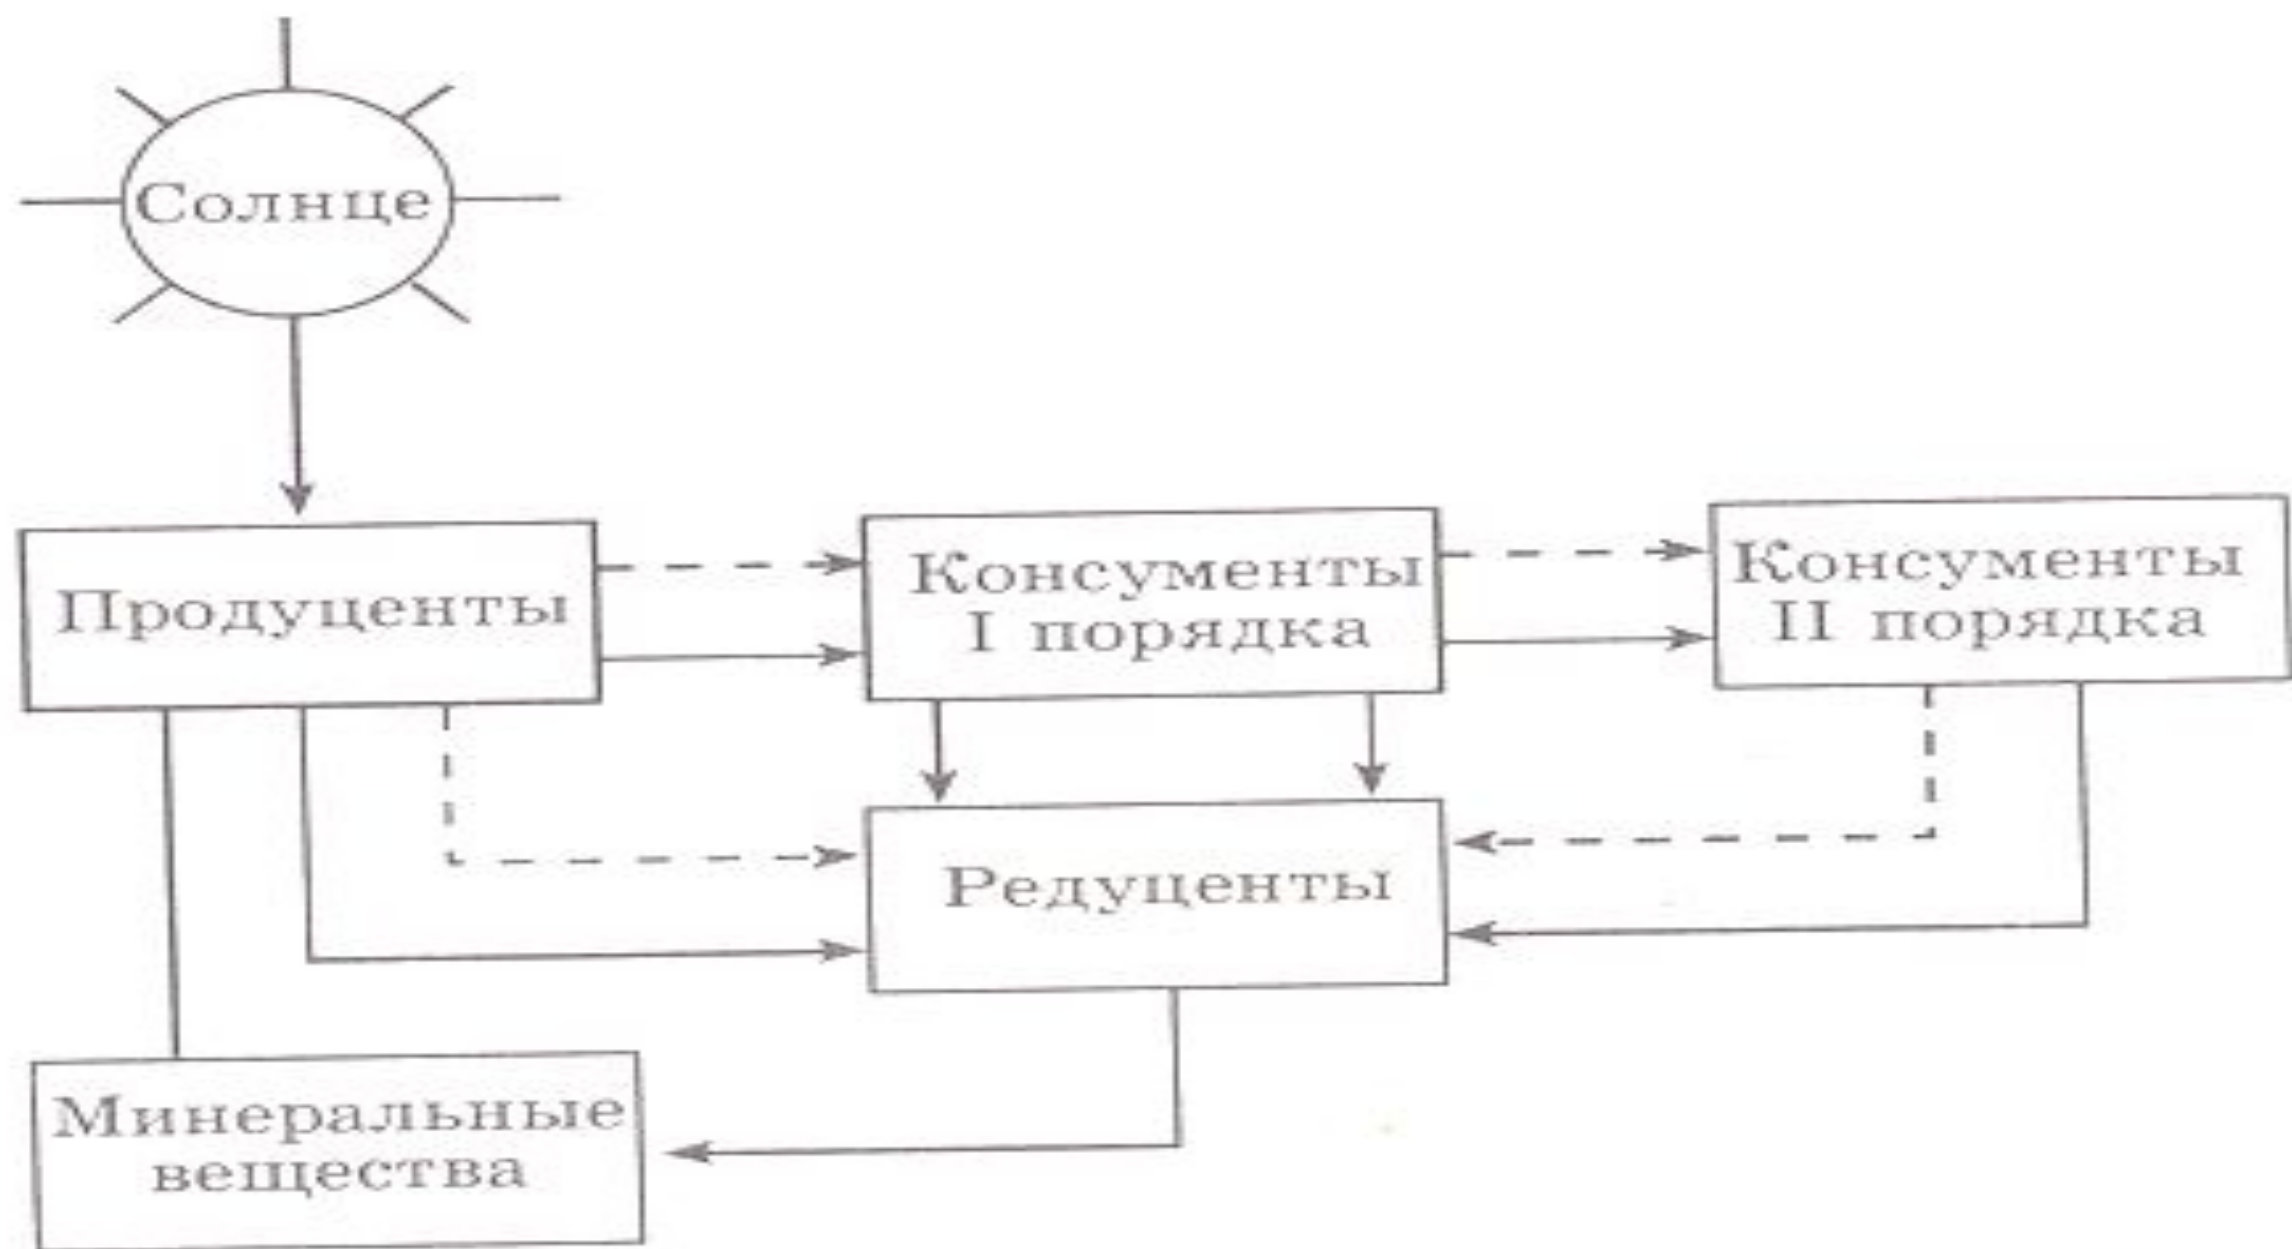 Солнце
Продуценты
Консументы
I порядка
Консументы
II порядка
Редуценты
Минеральные
вещества